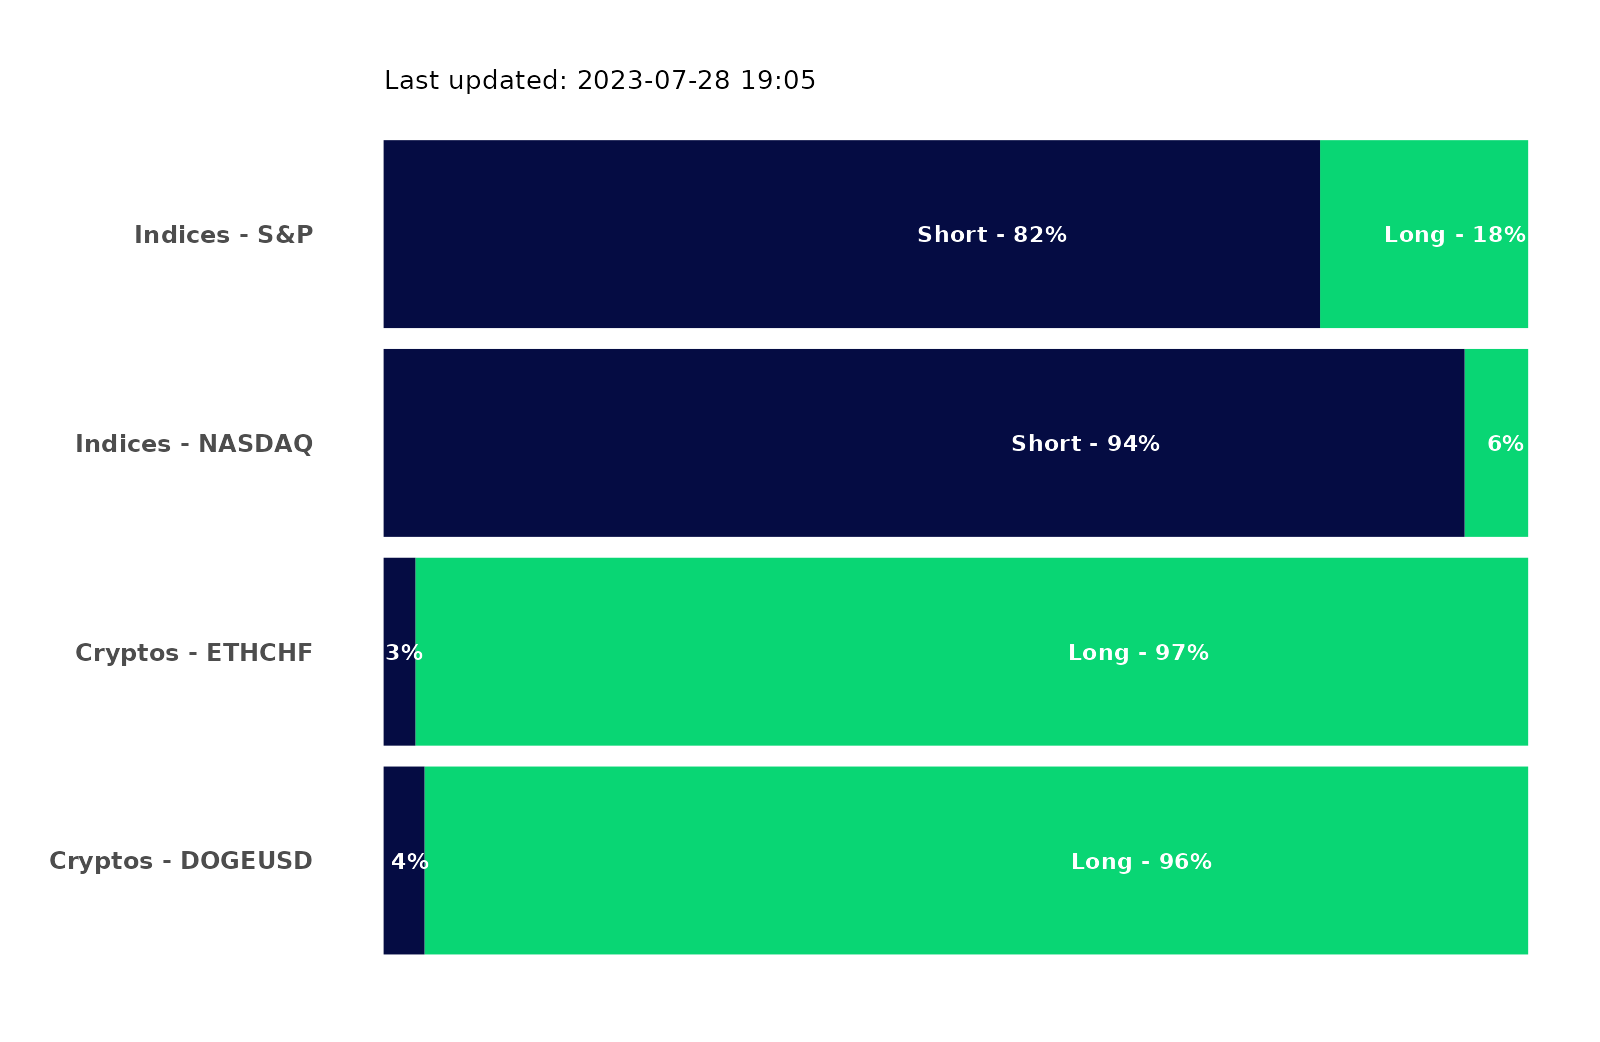 Last updated: 2023-07-28 19:05
Indices - S&P Short - 82% Long - 18%
Indices - NASDAQ Short - 94% 6%
Cryptos - ETHCHF 3% Long - 97%
Cryptos - DOGEUSD 4% Long - 96%